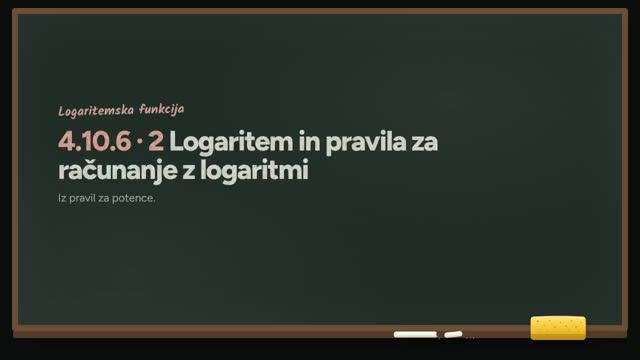 Logaritemska funkcija
4.10.6 · 2 Logaritem in pravila za
računanje z logaritmi
Iz pravil za potence.